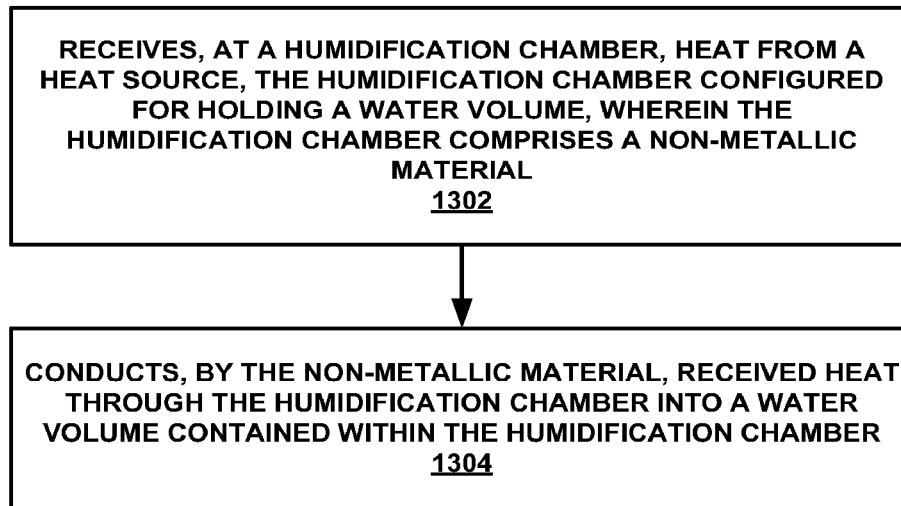 RECEIVES, AT A HUMIDIFICATION CHAMBER, HEAT FROM A
HEAT SOURCE, THE HUMIDIFICATION CHAMBER CONFIGURED
FOR HOLDING A WATER VOLUME, WHEREIN THE
HUMIDIFICATION CHAMBER COMPRISES A NON-METALLIC
MATERIAL
1302
CONDUCTS, BY THE NON-METALLIC MATERIAL, RECEIVED HEAT
THROUGH THE HUMIDIFICATION CHAMBER INTO A WATER
VOLUME CONTAINED WITHIN THE HUMIDIFICATION CHAMBER
1304